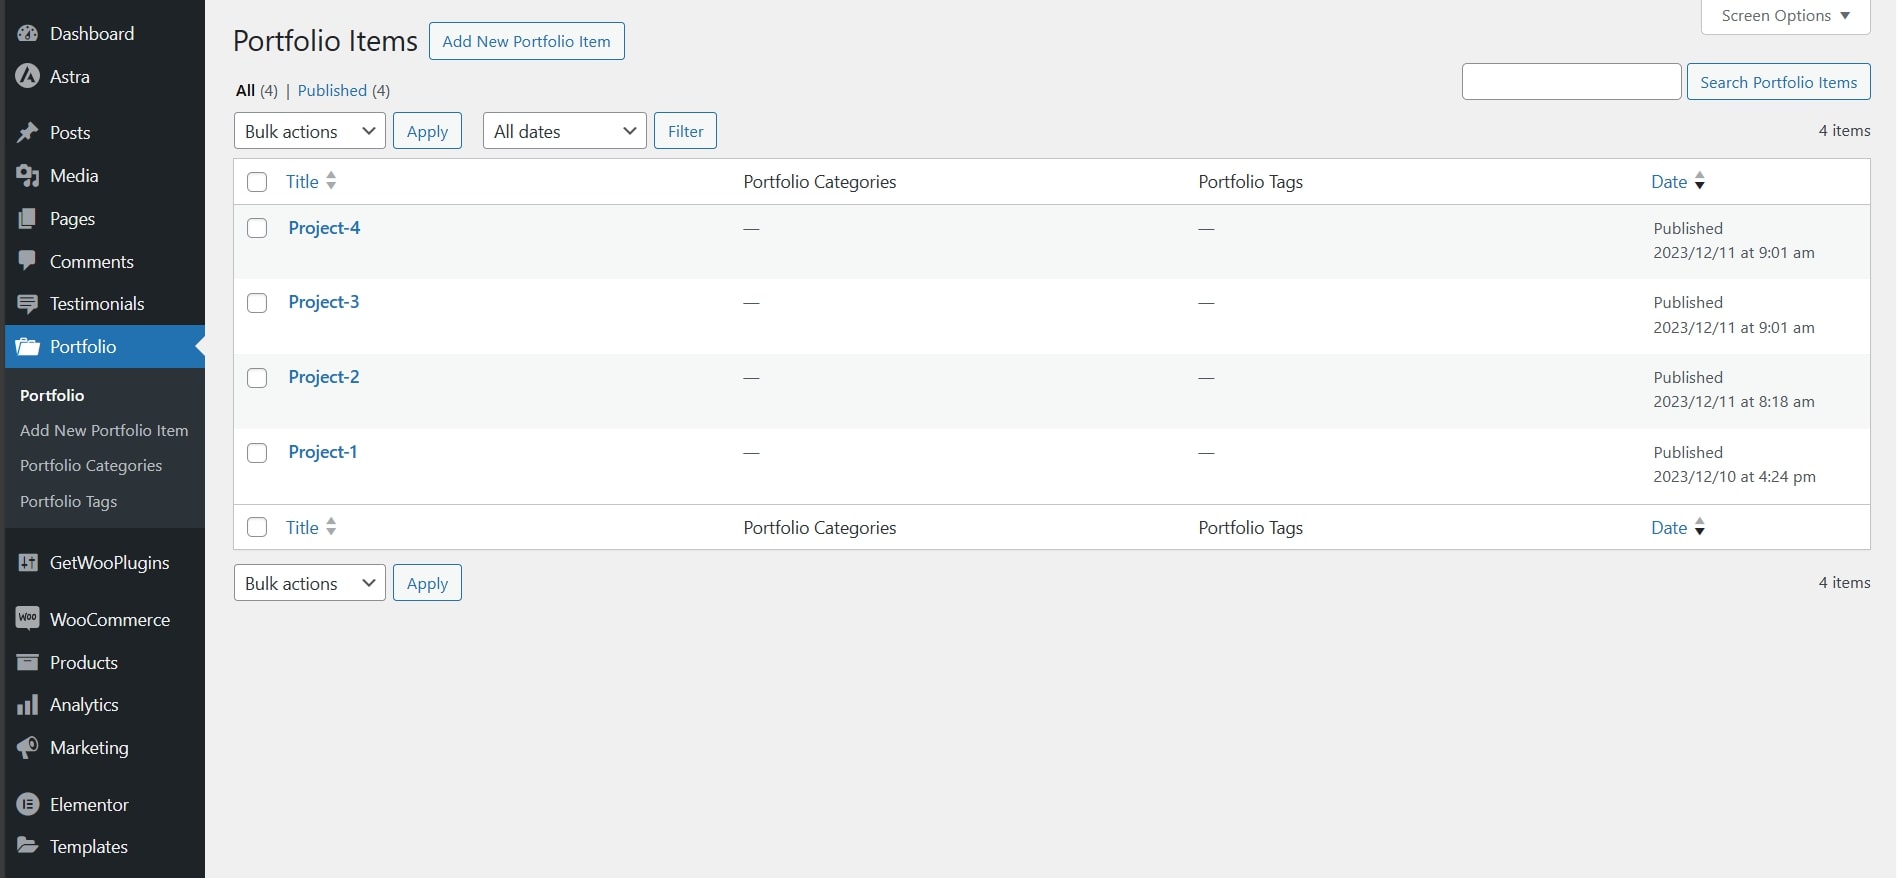 Dashboard
Astra
Posts
Media
Pages
Comments
Testimonials
Portfolio
Portfolio
Add New Portfolio Item
Portfolio Categories
Portfolio Tags
GetWooPlugins
WooCommerce
Products
Analytics
Marketing
Elementor
Templates
Screen Options ▼
Portfolio Items Add New Portfolio Item
All (4) | Published (4)
Search Portfolio Items
Bulk actions Apply All dates Filter 4 items
Title Portfolio Categories Portfolio Tags Date
Project-4 — — Published
2023/12/11 at 9:01 am
Project-3 — — Published
2023/12/11 at 9:01 am
Project-2 — — Published
2023/12/11 at 8:18 am
Project-1 — — Published
2023/12/10 at 4:24 pm
Title Portfolio Categories Portfolio Tags Date
Bulk actions Apply 4 items